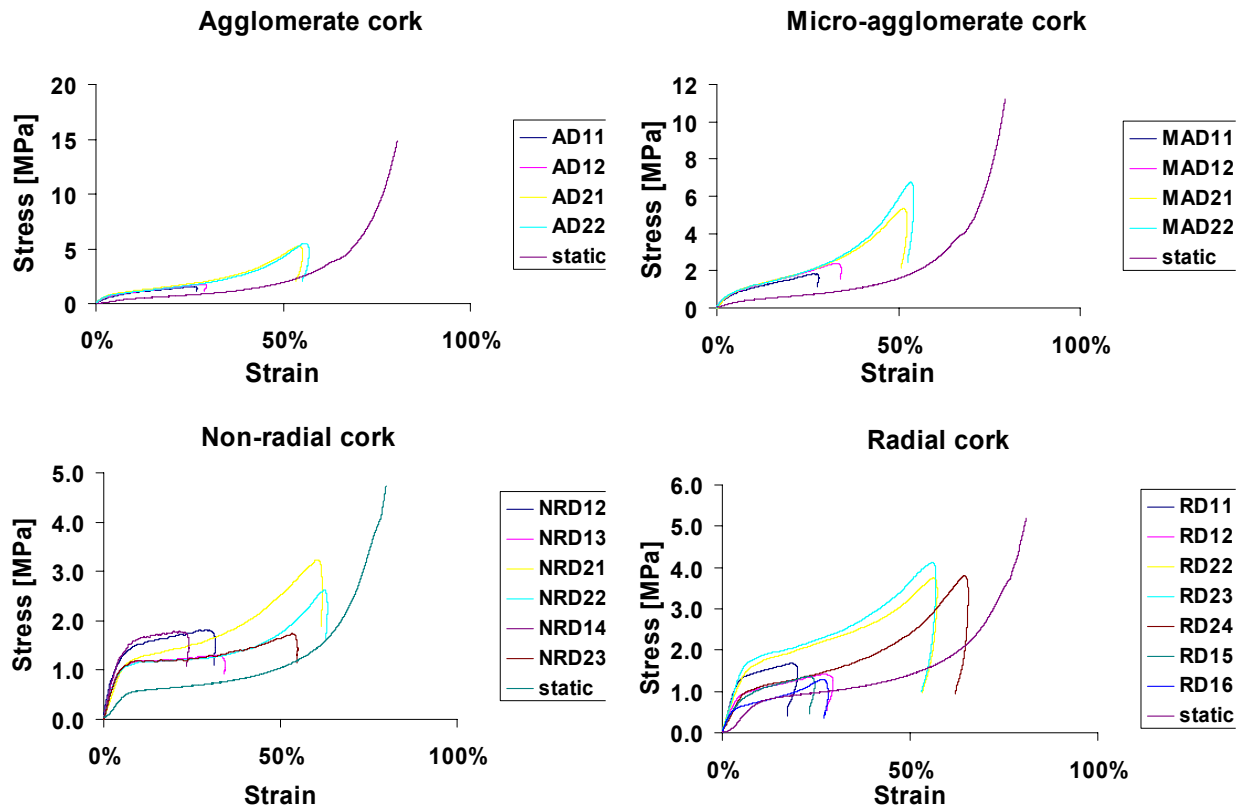 Agglomerate cork
Stress [MPa]
20
15
10
5
0
0%
50%
100%
Strain
AD11
AD12
AD21
AD22
static
Micro-agglomerate cork
Stress [MPa]
12
10
8
6
4
2
0
0%
50%
100%
Strain
MAD11
MAD12
MAD21
MAD22
static
Non-radial cork
Stress [MPa]
5.0
4.0
3.0
2.0
1.0
0.0
0%
50%
100%
Strain
NRD12
NRD13
NRD21
NRD22
NRD14
NRD23
static
Radial cork
Stress [MPa]
6.0
5.0
4.0
3.0
2.0
1.0
0.0
0%
50%
100%
Strain
RD11
RD12
RD22
RD23
RD24
RD15
RD16
static